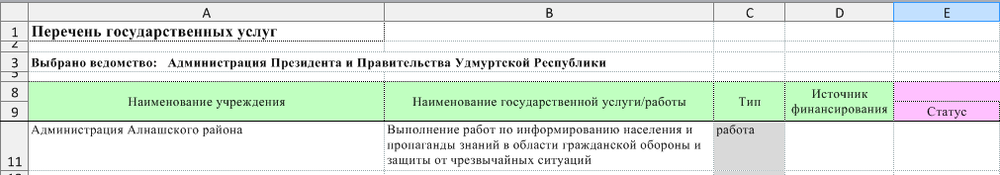 A B C D E
1 Перечень государственных услуг
2
3 Выбрано ведомство: Администрация Президента и Правительства Удмуртской Республики
8 Наименование учреждения Наименование государственной услуги/работы Тип Источник
9 финансирования Статус
Администрация Алнашского района Выполнение работ по информированию населения и работа
пропаганды знаний в области гражданской обороны и
11 защиты от чрезвычайных ситуаций